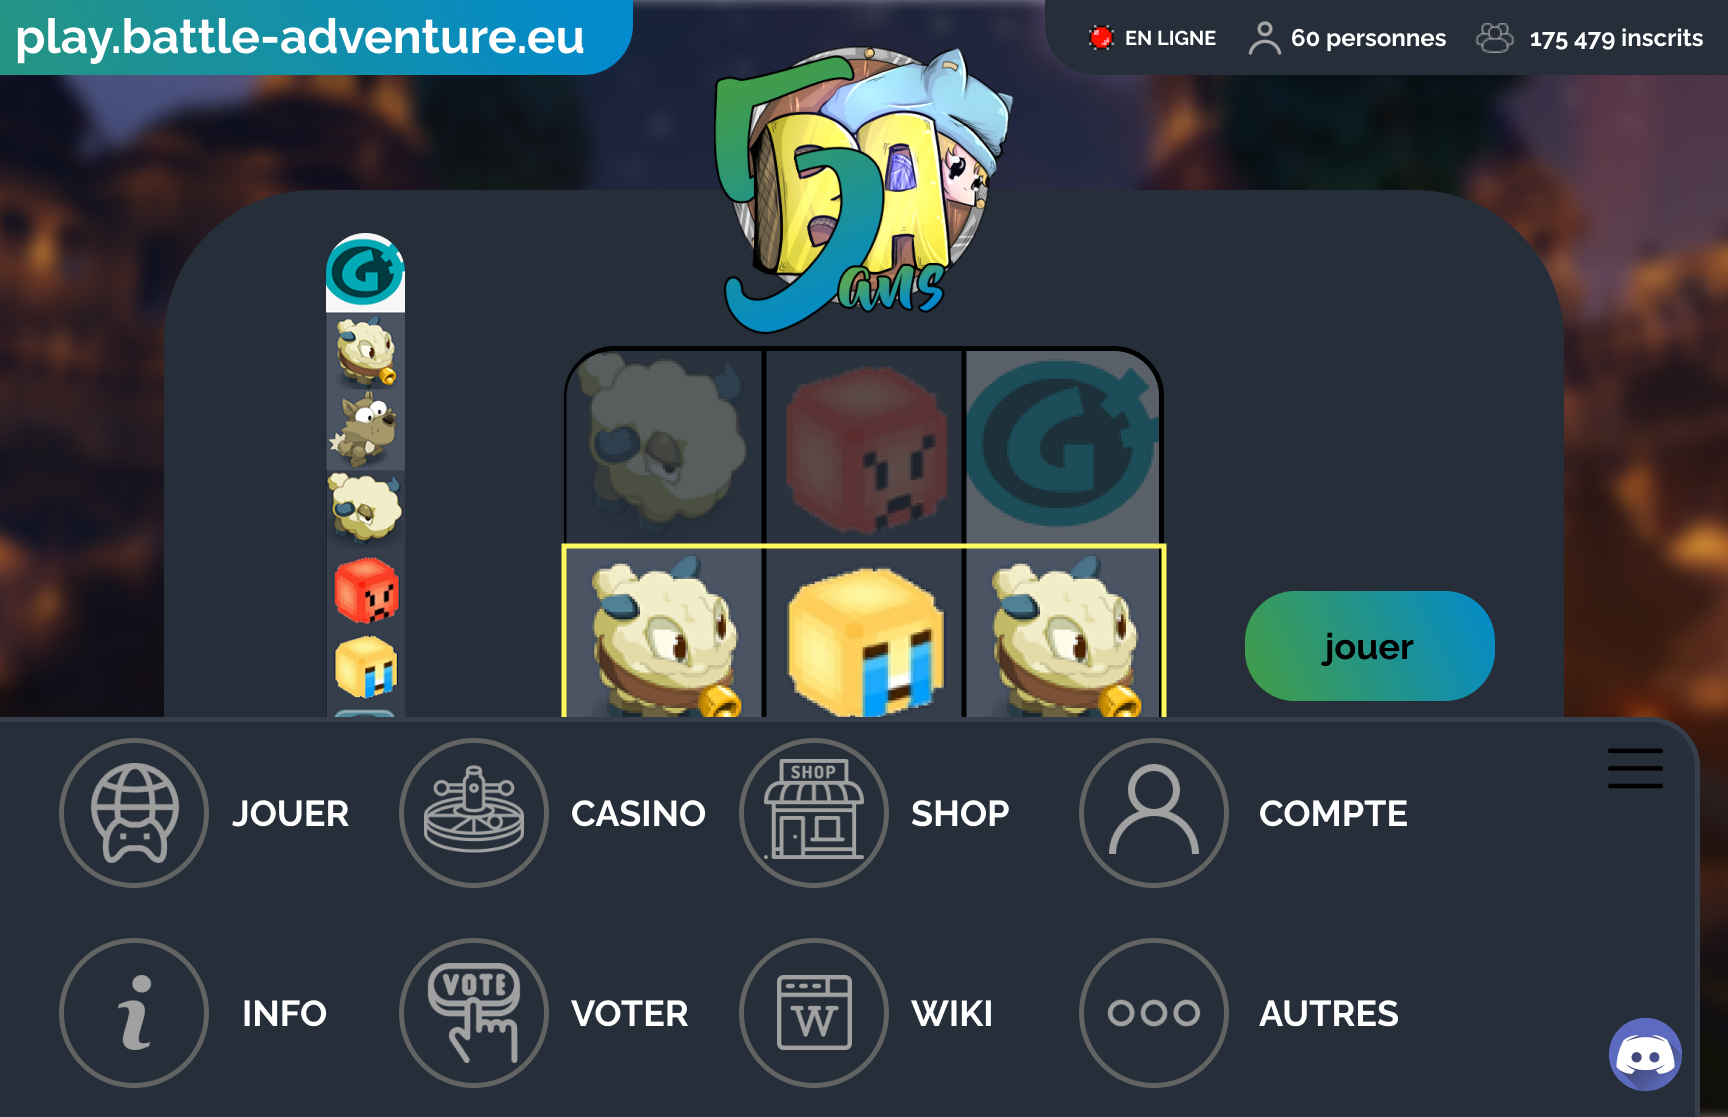 play.battle-adventure.eu
EN LIGNE
60 personnes
175 479 inscrits
BA
5 ans
jouer
JOUER
CASINO
SHOP
SHOP
COMPTE
INFO
VOTE
VOTER
W
WIKI
AUTRES